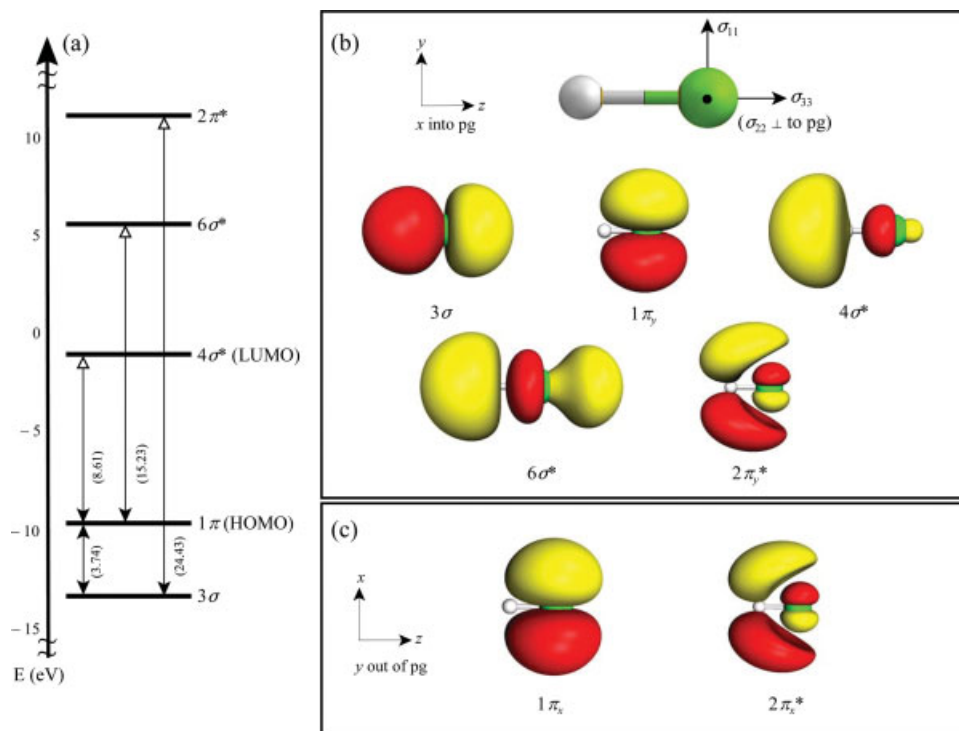 (a)
2π*
10
6σ*
5
0
4σ* (LUMO)
– 5
(8.61)
(15.23)
1π (HOMO)
– 10
(3.74)
(24.43)
3σ
– 15
E (eV)
(b)
y
z
x into pg
σ11
σ33
(σ22 ⊥ to pg)
3σ
1πy
4σ*
6σ*
2πy*
(c)
x
z
y out of pg
1πx
2πx*